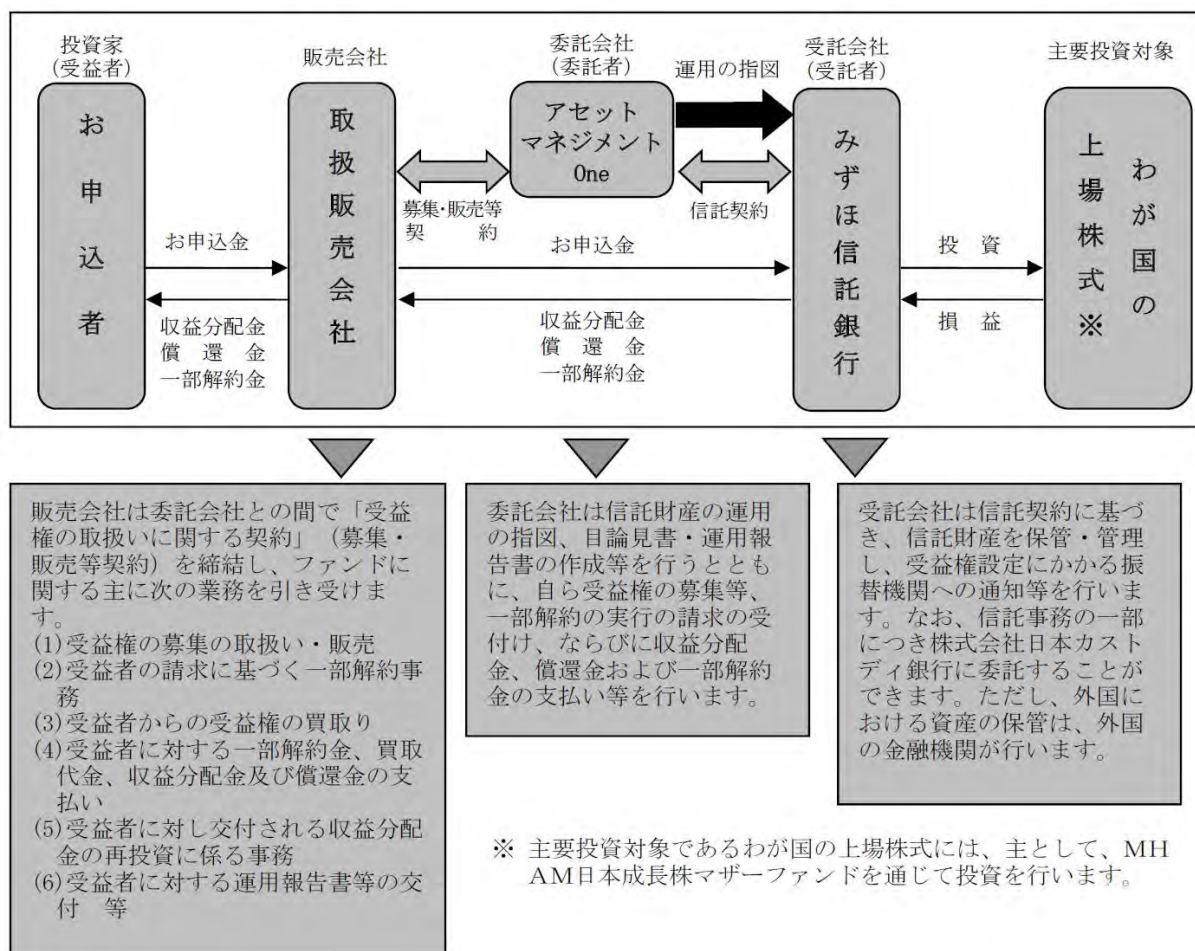 投資家
(受益者)
お申込者
販売会社
取扱販売会社
委託会社
(委託者)
アセット
マネジメント
One
運用の指図
受託会社
(受託者)
みずほ信託銀行
主要投資対象
わが国の
上場株式※
募集・販売等
契　　約
信託契約
お申込金
収益分配金
償　還　金
一部解約金
お申込金
収益分配金
償　還　金
一部解約金
投　資
損　益
販売会社は委託会社との間で「受益
権の取扱いに関する契約」（募集・
販売等契約）を締結し、ファンドに
関する主に次の業務を引き受けま
す。
(1)受益権の募集の取扱い・販売
(2)受益者の請求に基づく一部解約事
務
(3)受益者からの受益権の買取り
(4)受益者に対する一部解約金、買取
代金、収益分配金及び償還金の支
払い
(5)受益者に対し交付される収益分配
金の再投資に係る事務
(6)受益者に対する運用報告書等の交
付　等
委託会社は信託財産の運用
の指図、目論見書・運用報
告書の作成等を行うととも
に、自ら受益権の募集等、
一部解約の実行の請求の受
付け、ならびに収益分配
金、償還金および一部解約
金の支払い等を行います。
受託会社は信託契約に基づ
き、信託財産を保管・管理
し、受益権設定にかかる振
替機関への通知等を行いま
す。なお、信託事務の一部
につき株式会社日本カスト
ディ銀行に委託することが
できます。ただし、外国に
おける資産の保管は、外国
の金融機関が行います。
※ 主要投資対象であるわが国の上場株式には、主として、ＭＨ
ＡＭ日本成長株マザーファンドを通じて投資を行います。